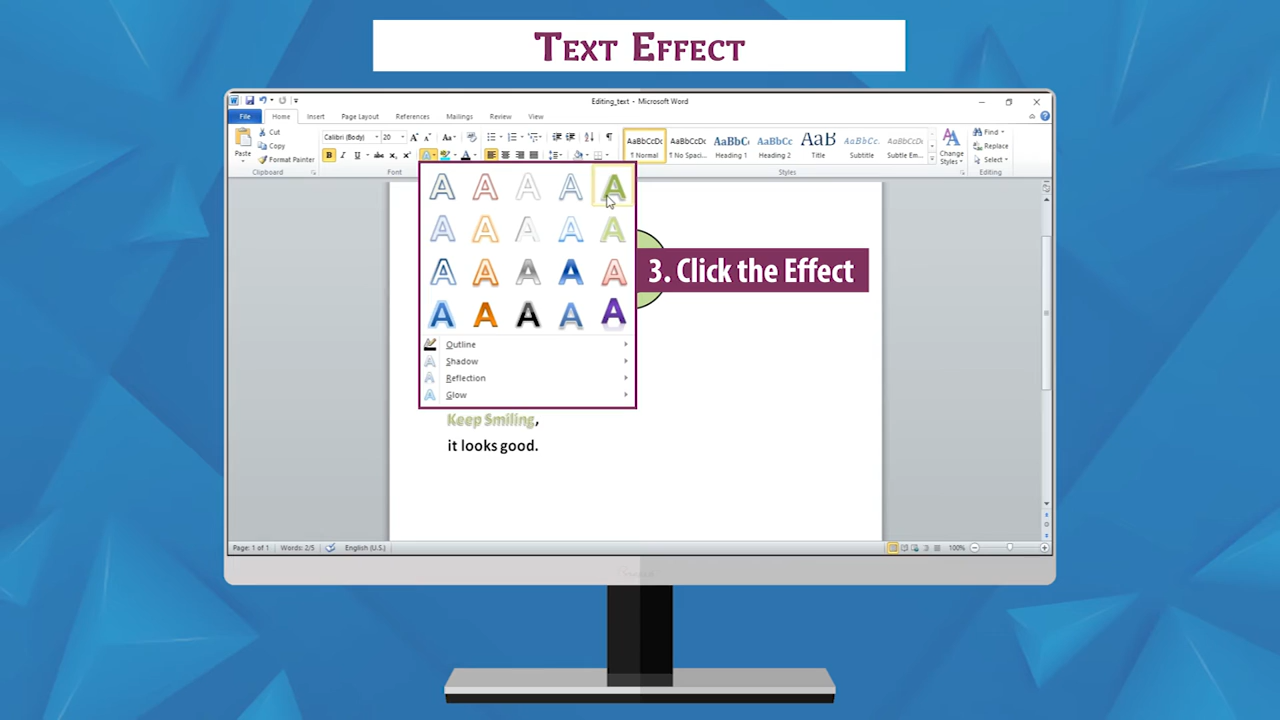 TEXT EFFECT
Editing_text - Microsoft Word
File Home Insert Page Layout References Mailings Review View
Cut
Copy
Format Painter
Paste
Clipboard
Calibri (Body) 20
Font
AaBbCcDc AaBbCcDc AaBbC AaBbCc AaB AaBbCc. AaBbCcDc
¶ Normal ¶ No Spaci... Heading 1 Heading 2 Title Subtitle Subtle Em...
Styles
Change
Styles
Find
Replace
Select
Editing
3. Click the Effect
Outline
Shadow
Reflection
Glow
Keep Smiling,
it looks good.
Page: 1 of 1 Words: 2/5 English (U.S.) 100%